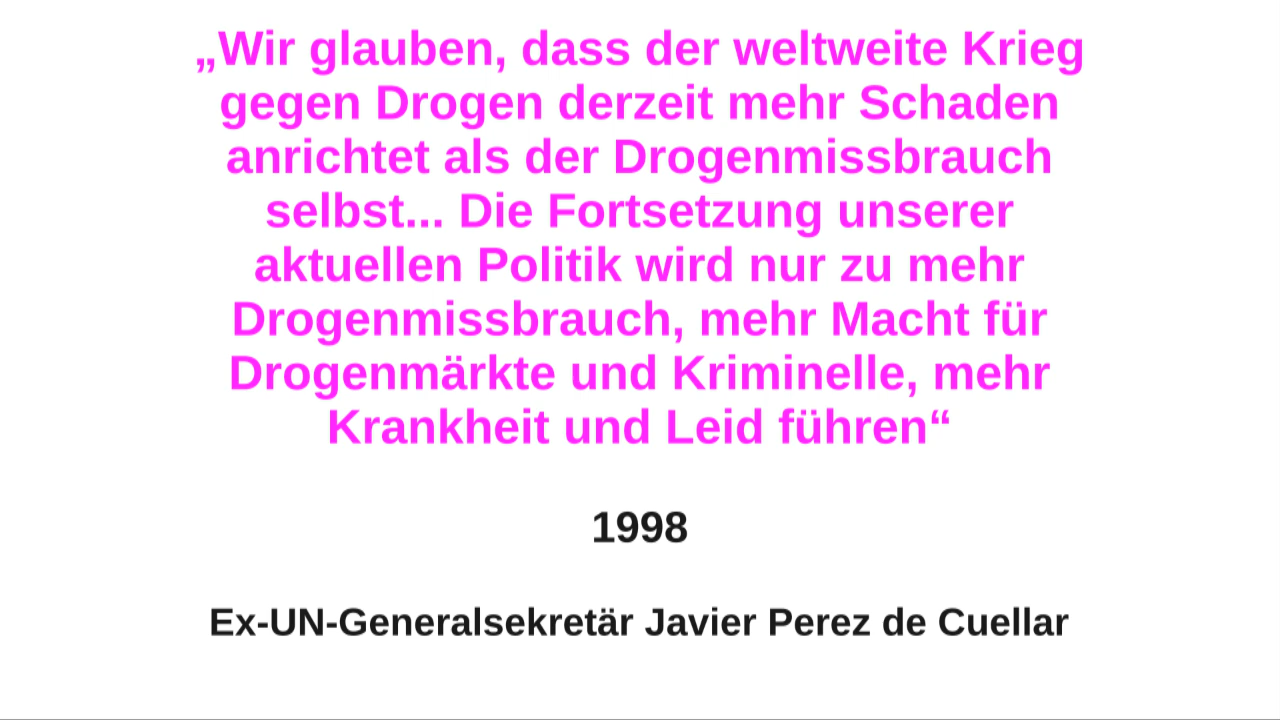 „Wir glauben, dass der weltweite Krieg
gegen Drogen derzeit mehr Schaden
anrichtet als der Drogenmissbrauch
selbst... Die Fortsetzung unserer
aktuellen Politik wird nur zu mehr
Drogenmissbrauch, mehr Macht für
Drogenmärkte und Kriminelle, mehr
Krankheit und Leid führen“
1998
Ex-UN-Generalsekretär Javier Perez de Cuellar